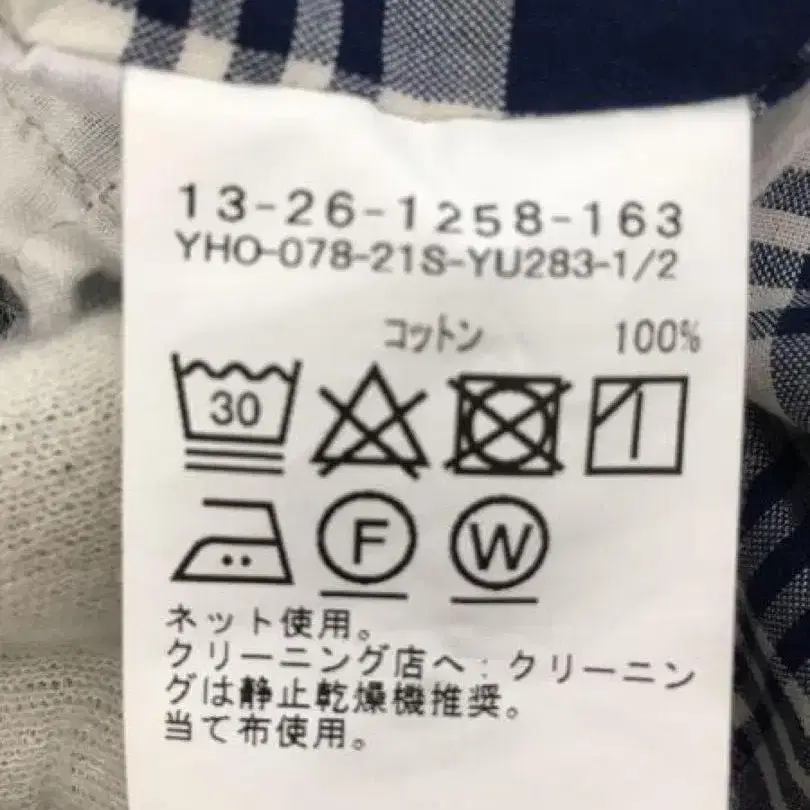 13-26-1258-163
YHO-078-21S-YU283-1/2
コットン 100%
30
F W
ネット使用。
クリーニング店へ：クリーニン
グは静止乾燥機推奨。
当て布使用。